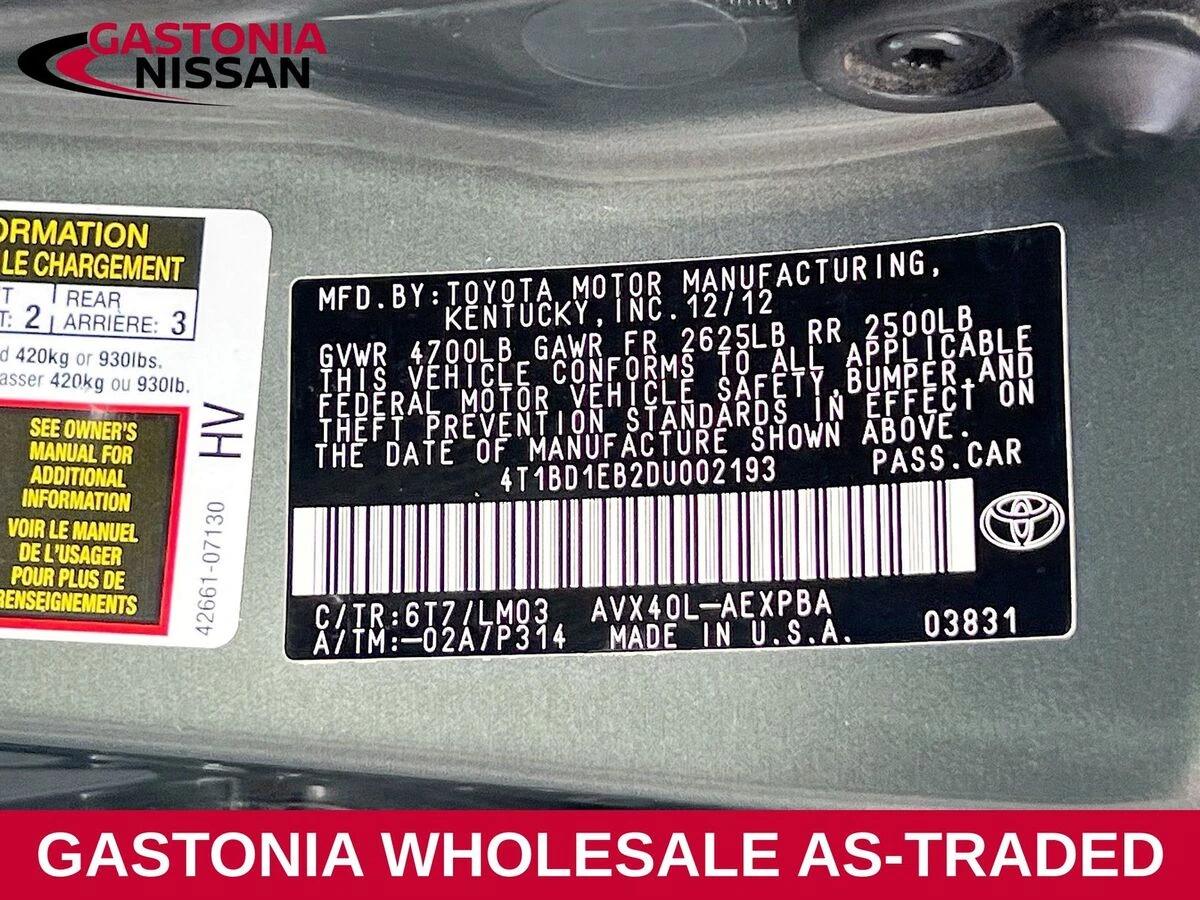 GASTONIA
NISSAN
ORMATION
LE CHARGEMENT
T REAR
T: 2 ARRIÈRE: 3
d 420kg or 930lbs.
asser 420kg ou 930lb.
SEE OWNER'S
MANUAL FOR
ADDITIONAL
INFORMATION
VOIR LE MANUEL
DE L'USAGER
POUR PLUS DE
RENSEIGNEMENTS
HV
42661-07130
MFD.BY:TOYOTA MOTOR MANUFACTURING,
KENTUCKY,INC.12/12
GVWR 4700LB GAWR FR 2625LB RR 2500LB
THIS VEHICLE CONFORMS TO ALL APPLICABLE
FEDERAL MOTOR VEHICLE SAFETY,BUMPER,AND
THEFT PREVENTION STANDARDS IN EFFECT ON
THE DATE OF MANUFACTURE SHOWN ABOVE.
4T1BD1EB2DU002193 PASS.CAR
C/TR:6T7/LM03 AVX40L-AEXPBA
A/TM:-02A/P314 MADE IN U.S.A. 03831
GASTONIA WHOLESALE AS-TRADED